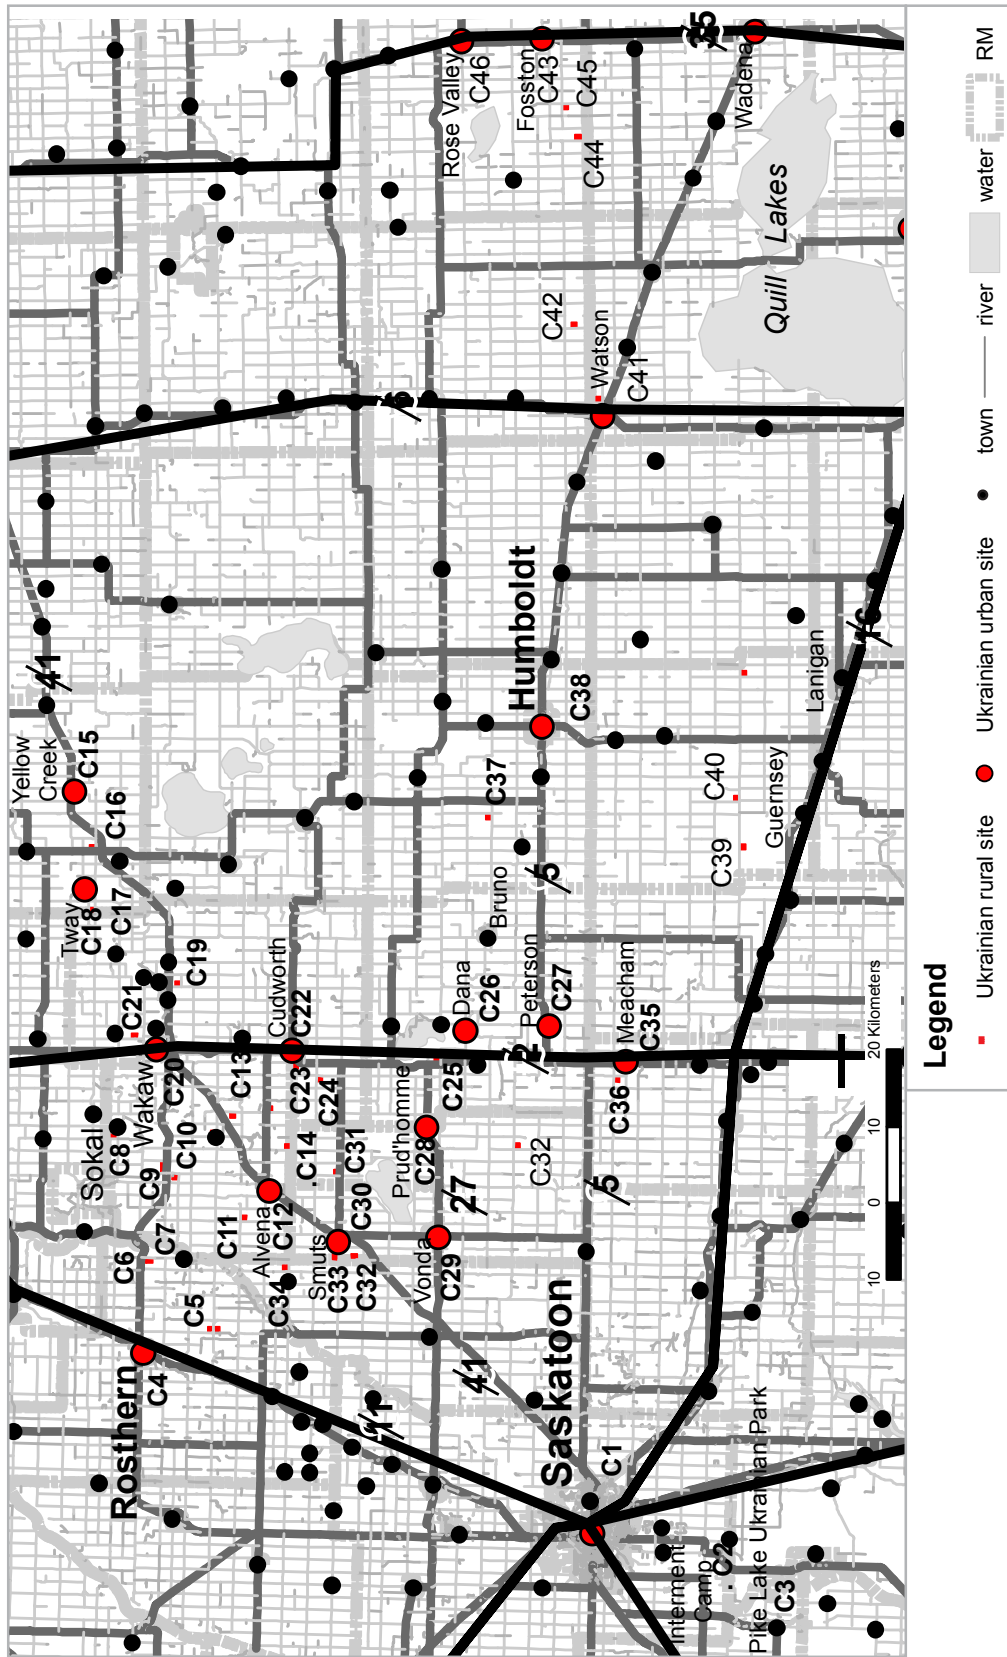 Yellow
Creek
C15
C16
41
Tway
C18
C17
C19
C21
Wakaw
C20
Sokal
C8
C9
C10
C13
C6
C7
C11
C5
Rosthern
C4
Cudworth
C22
C23
C24
C14
C31
Alvena
C12
C34
Smuts
C33
C32
C30
Prud'homme
C28
C25
Dana
C26
Peterson
C27
2
Bruno
C37
5
Meacham
C35
C36
C32
27
Vonda
C29
41
11
5
Saskatoon
C1
Interment
Camp
C2
Pike Lake Ukrainian Park
C3
Humboldt
C38
C39
C40
Guernsey
Lanigan
16
6
Watson
C41
C42
Quill Lakes
Rose Valley
C46
Fosston
C43
C45
C44
35
Wadena
10 0 10 20 Kilometers
Legend
Ukrainian rural site
Ukrainian urban site
town
river
water
RM